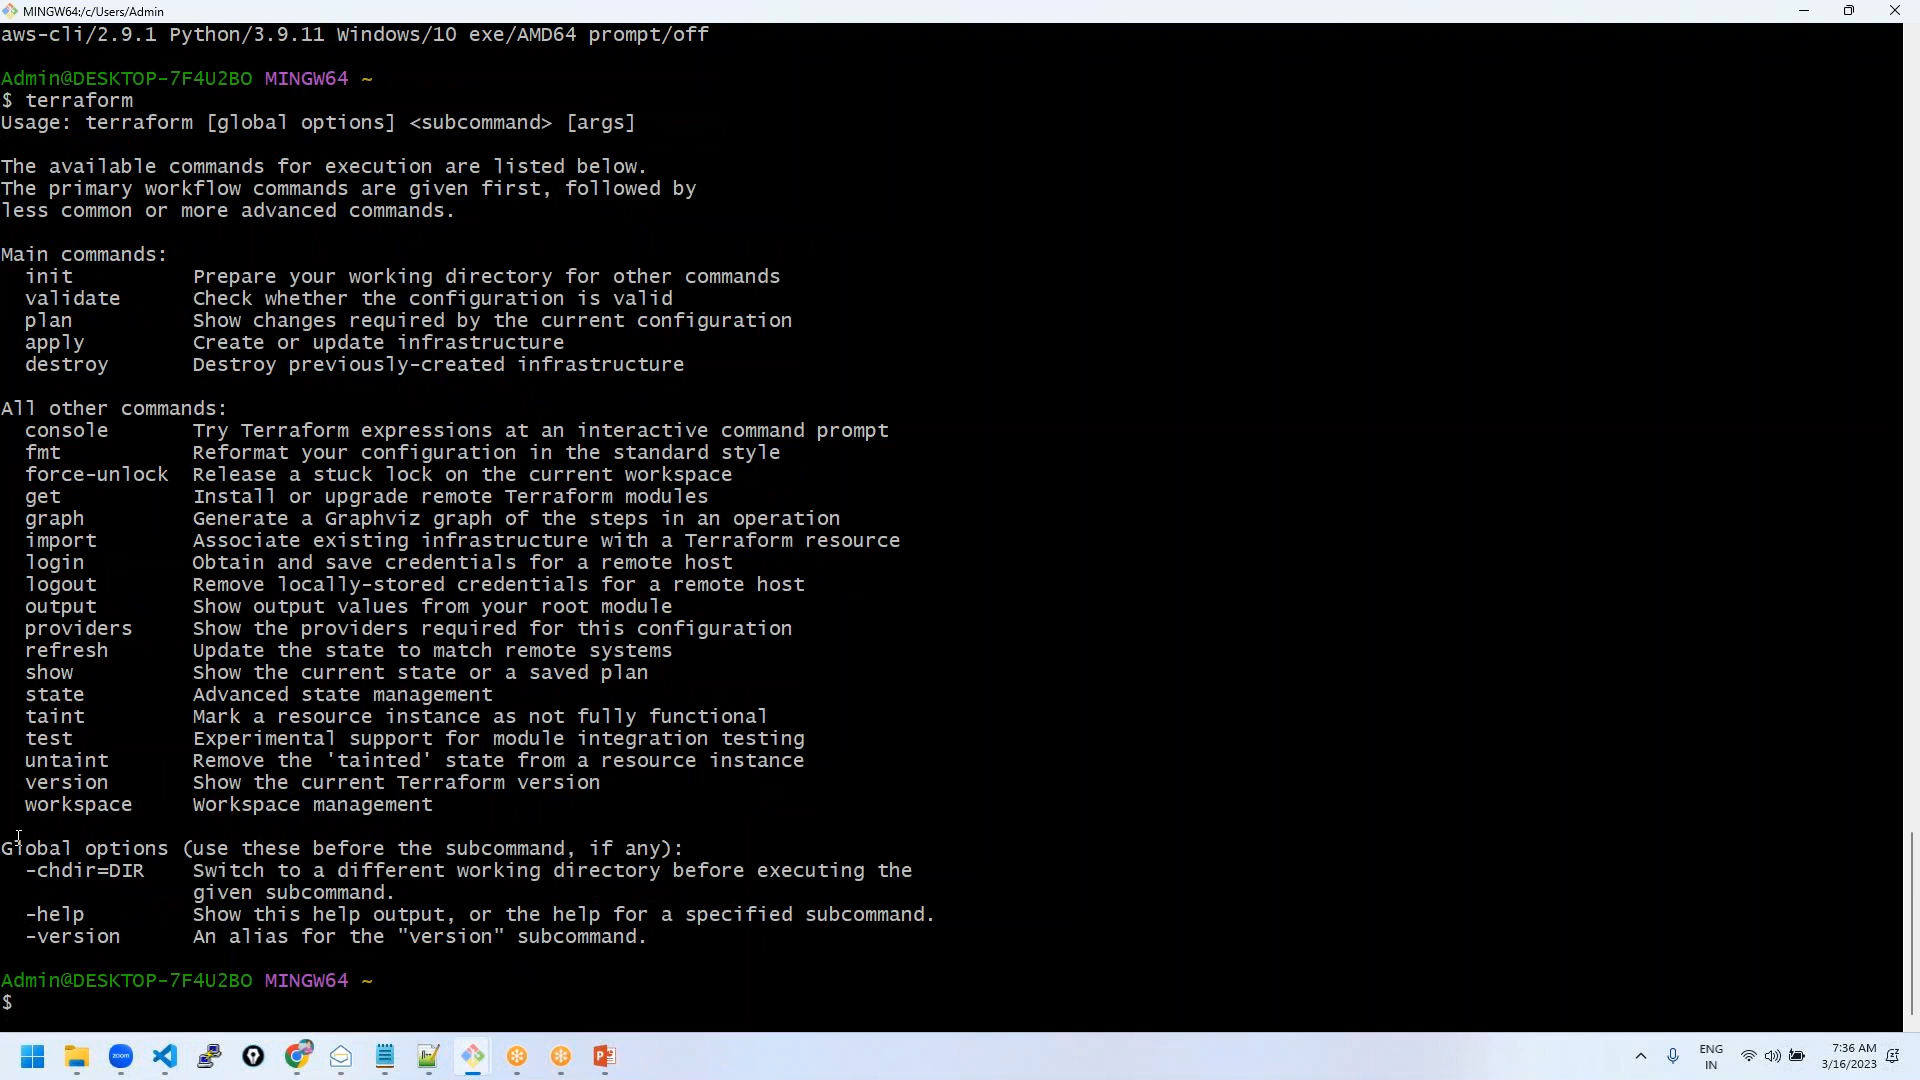 MINGW64:/c/Users/Admin
aws-cli/2.9.1 Python/3.9.11 Windows/10 exe/AMD64 prompt/off
Admin@DESKTOP-7F4U2BO MINGW64 ~
$ terraform
Usage: terraform [global options] <subcommand> [args]
The available commands for execution are listed below.
The primary workflow commands are given first, followed by
less common or more advanced commands.
Main commands:
init Prepare your working directory for other commands
validate Check whether the configuration is valid
plan Show changes required by the current configuration
apply Create or update infrastructure
destroy Destroy previously-created infrastructure
All other commands:
console Try Terraform expressions at an interactive command prompt
fmt Reformat your configuration in the standard style
force-unlock Release a stuck lock on the current workspace
get Install or upgrade remote Terraform modules
graph Generate a Graphviz graph of the steps in an operation
import Associate existing infrastructure with a Terraform resource
login Obtain and save credentials for a remote host
logout Remove locally-stored credentials for a remote host
output Show output values from your root module
providers Show the providers required for this configuration
refresh Update the state to match remote systems
show Show the current state or a saved plan
state Advanced state management
taint Mark a resource instance as not fully functional
test Experimental support for module integration testing
untaint Remove the 'tainted' state from a resource instance
version Show the current Terraform version
workspace Workspace management
Global options (use these before the subcommand, if any):
-chdir=DIR Switch to a different working directory before executing the
given subcommand.
-help Show this help output, or the help for a specified subcommand.
-version An alias for the "version" subcommand.
Admin@DESKTOP-7F4U2BO MINGW64 ~
$
zoom
ENG
IN
7:36 AM
3/16/2023